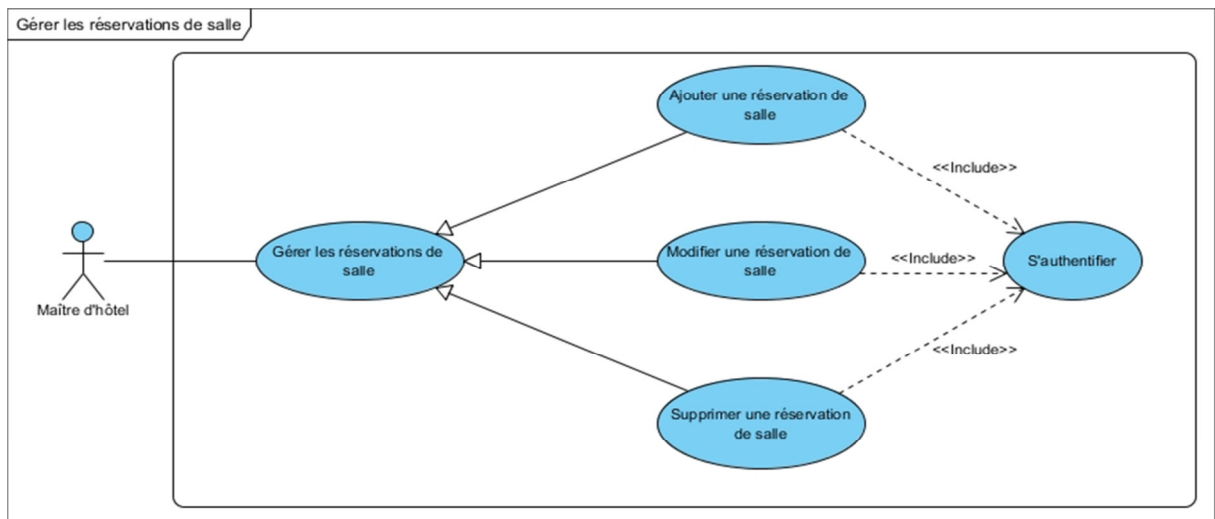 Gérer les réservations de salle
Ajouter une réservation de
salle
<<Include>>
Gérer les réservations de
salle
Modifier une réservation de
salle
<<Include>>
S'authentifier
Maître d'hôtel
<<Include>>
Supprimer une réservation
de salle